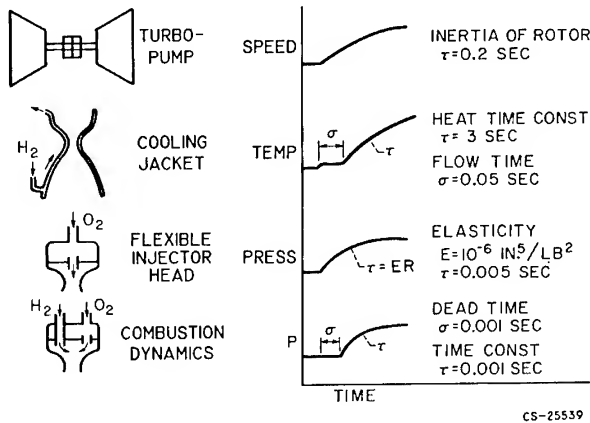 TURBO-
PUMP
SPEED
INERTIA OF ROTOR
τ=0.2 SEC
H2
COOLING
JACKET
TEMP
σ
τ
HEAT TIME CONST
τ= 3 SEC
FLOW TIME
σ=0.05 SEC
O2
FLEXIBLE
INJECTOR
HEAD
PRESS
τ=ER
ELASTICITY
E=10⁻⁶ IN.⁵/LB²
τ=0.005 SEC
H2
O2
COMBUSTION
DYNAMICS
P
σ
τ
DEAD TIME
σ=0.001 SEC
TIME CONST
τ=0.001 SEC
TIME
CS-25539